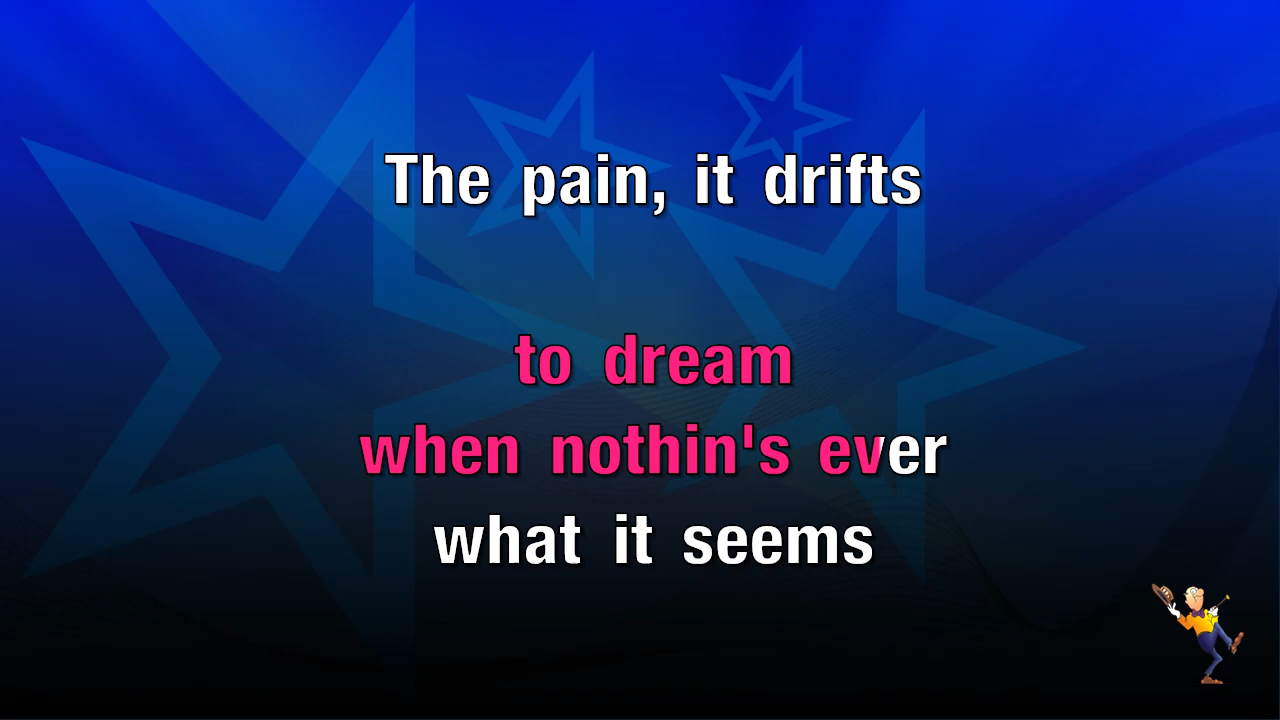 The pain, it drifts
to dream
when nothin's ever
what it seems